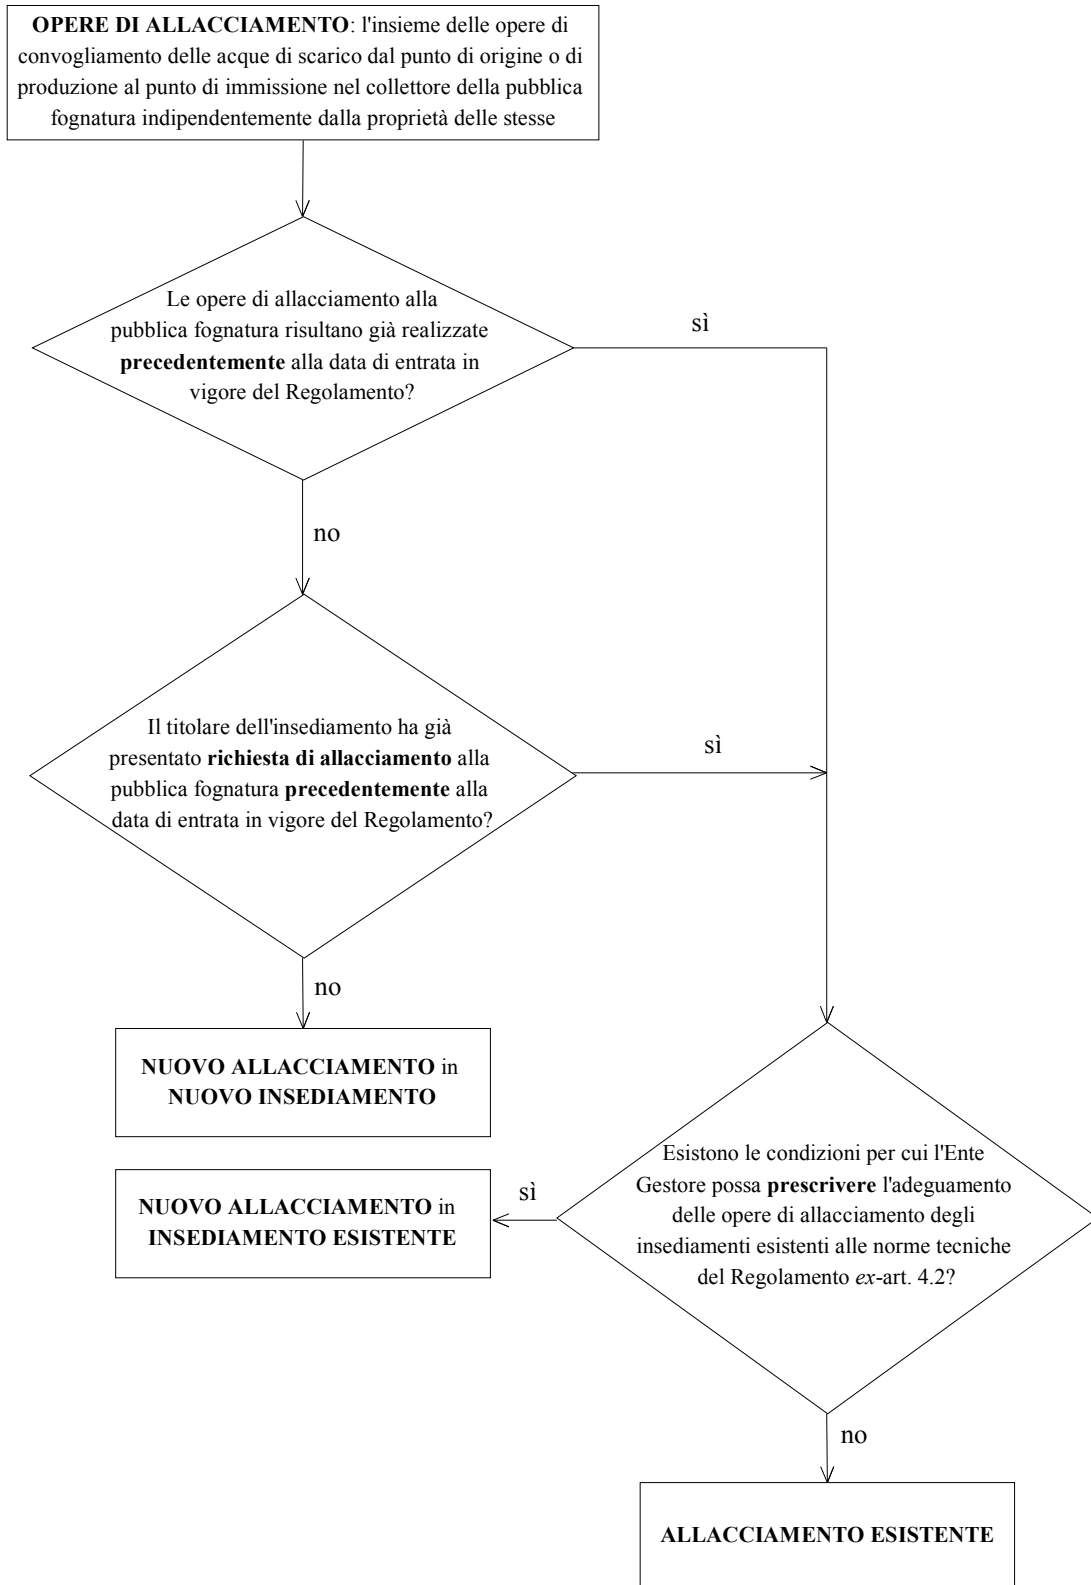 OPERE DI ALLACCIAMENTO: l'insieme delle opere di
convogliamento delle acque di scarico dal punto di origine o di
produzione al punto di immissione nel collettore della pubblica
fognatura indipendentemente dalla proprietà delle stesse
Le opere di allacciamento alla
pubblica fognatura risultano già realizzate
precedentemente alla data di entrata in
vigore del Regolamento?
sì
no
Il titolare dell'insediamento ha già
presentato richiesta di allacciamento alla
pubblica fognatura precedentemente alla
data di entrata in vigore del Regolamento?
sì
no
NUOVO ALLACCIAMENTO in
NUOVO INSEDIAMENTO
Esistono le condizioni per cui l'Ente
Gestore possa prescrivere l'adeguamento
delle opere di allacciamento degli
insediamenti esistenti alle norme tecniche
del Regolamento ex-art. 4.2?
sì
NUOVO ALLACCIAMENTO in
INSEDIAMENTO ESISTENTE
no
ALLACCIAMENTO ESISTENTE